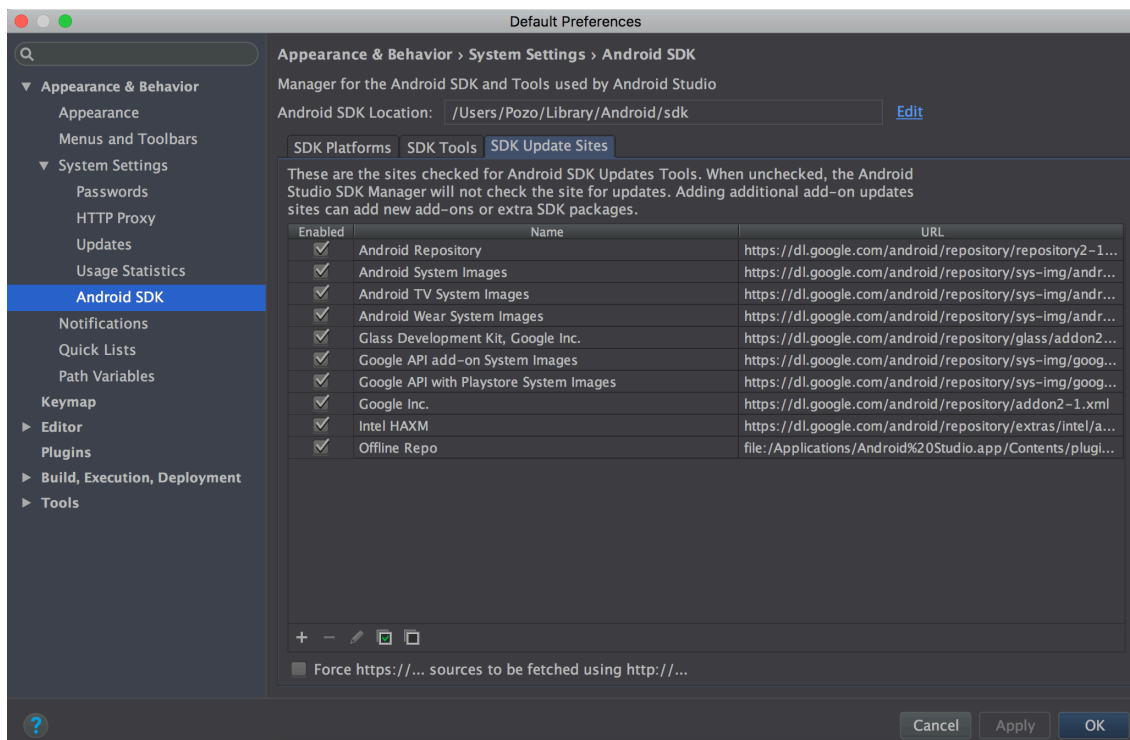 Default Preferences
Appearance & Behavior
Appearance
Menus and Toolbars
System Settings
Passwords
HTTP Proxy
Updates
Usage Statistics
Android SDK
Notifications
Quick Lists
Path Variables
Keymap
Editor
Plugins
Build, Execution, Deployment
Tools
Appearance & Behavior › System Settings › Android SDK
Manager for the Android SDK and Tools used by Android Studio
Android SDK Location: /Users/Pozo/Library/Android/sdk Edit
SDK Platforms SDK Tools SDK Update Sites
These are the sites checked for Android SDK Updates Tools. When unchecked, the Android
Studio SDK Manager will not check the site for updates. Adding additional add-on updates
sites can add new add-ons or extra SDK packages.
Enabled Name URL
Android Repository https://dl.google.com/android/repository/repository2-1...
Android System Images https://dl.google.com/android/repository/sys-img/andr...
Android TV System Images https://dl.google.com/android/repository/sys-img/andr...
Android Wear System Images https://dl.google.com/android/repository/sys-img/andr...
Glass Development Kit, Google Inc. https://dl.google.com/android/repository/glass/addon2...
Google API add-on System Images https://dl.google.com/android/repository/sys-img/goog...
Google API with Playstore System Images https://dl.google.com/android/repository/sys-img/goog...
Google Inc. https://dl.google.com/android/repository/addon2-1.xml
Intel HAXM https://dl.google.com/android/repository/extras/intel/a...
Offline Repo file:/Applications/Android%20Studio.app/Contents/plugi...
Force https://... sources to be fetched using http://...
? Cancel Apply OK